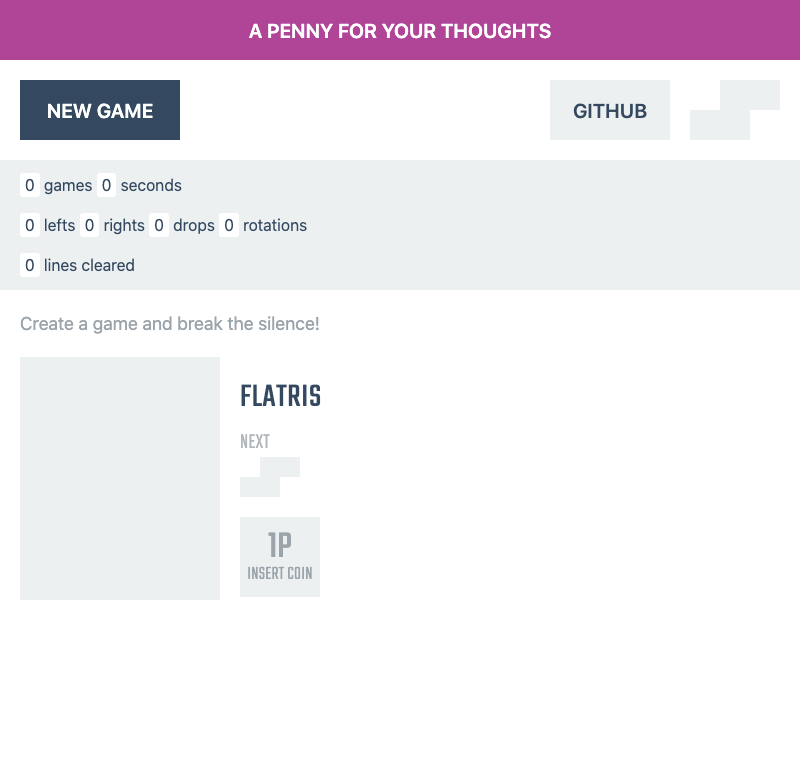 A PENNY FOR YOUR THOUGHTS
NEW GAME
GITHUB
0 games 0 seconds
0 lefts 0 rights 0 drops 0 rotations
0 lines cleared
Create a game and break the silence!
FLATRIS
NEXT
1P
INSERT COIN